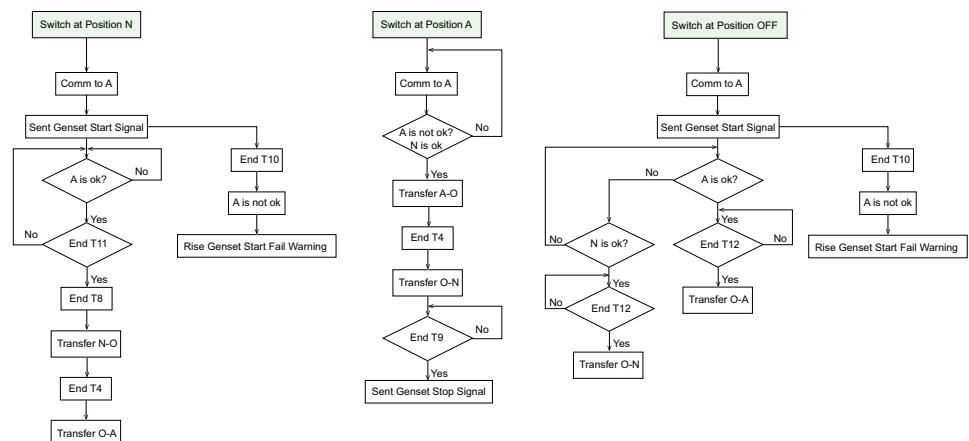 Switch at Position N
Comm to A
Sent Genset Start Signal
A is ok?
No
Yes
End T11
No
Yes
End T8
Transfer N-O
End T4
Transfer O-A
End T10
A is not ok
Rise Genset Start Fail Warning
Switch at Position A
Comm to A
A is not ok?
N is ok
No
Yes
Transfer A-O
End T4
Transfer O-N
End T9
No
Yes
Sent Genset Stop Signal
Switch at Position OFF
Comm to A
Sent Genset Start Signal
A is ok?
No
Yes
N is ok?
No
Yes
End T12
No
Yes
Transfer O-N
End T12
No
Yes
Transfer O-A
End T10
A is not ok
Rise Genset Start Fail Warning